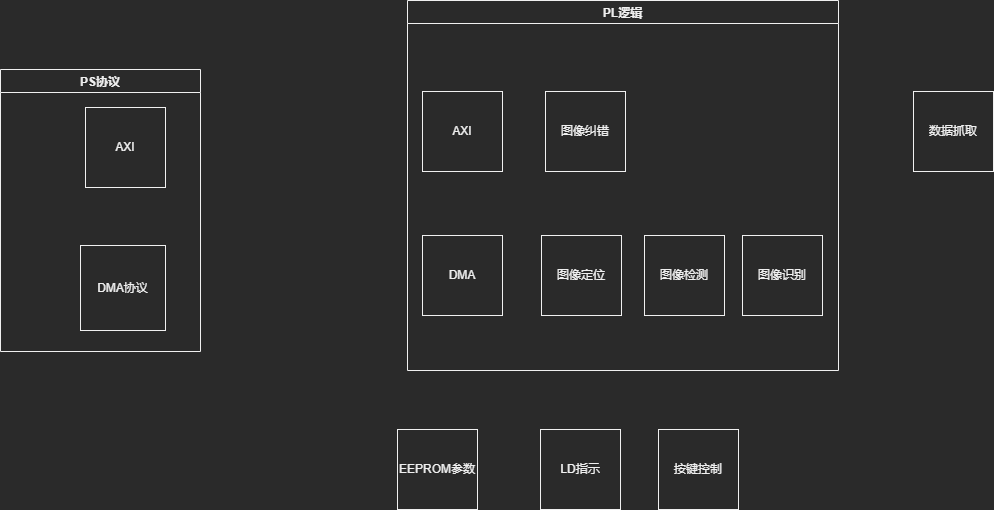 PL逻辑
PS协议
AXI
DMA协议
AXI
图像纠错
DMA
图像定位
图像检测
图像识别
数据抓取
EEPROM参数
LD指示
按键控制